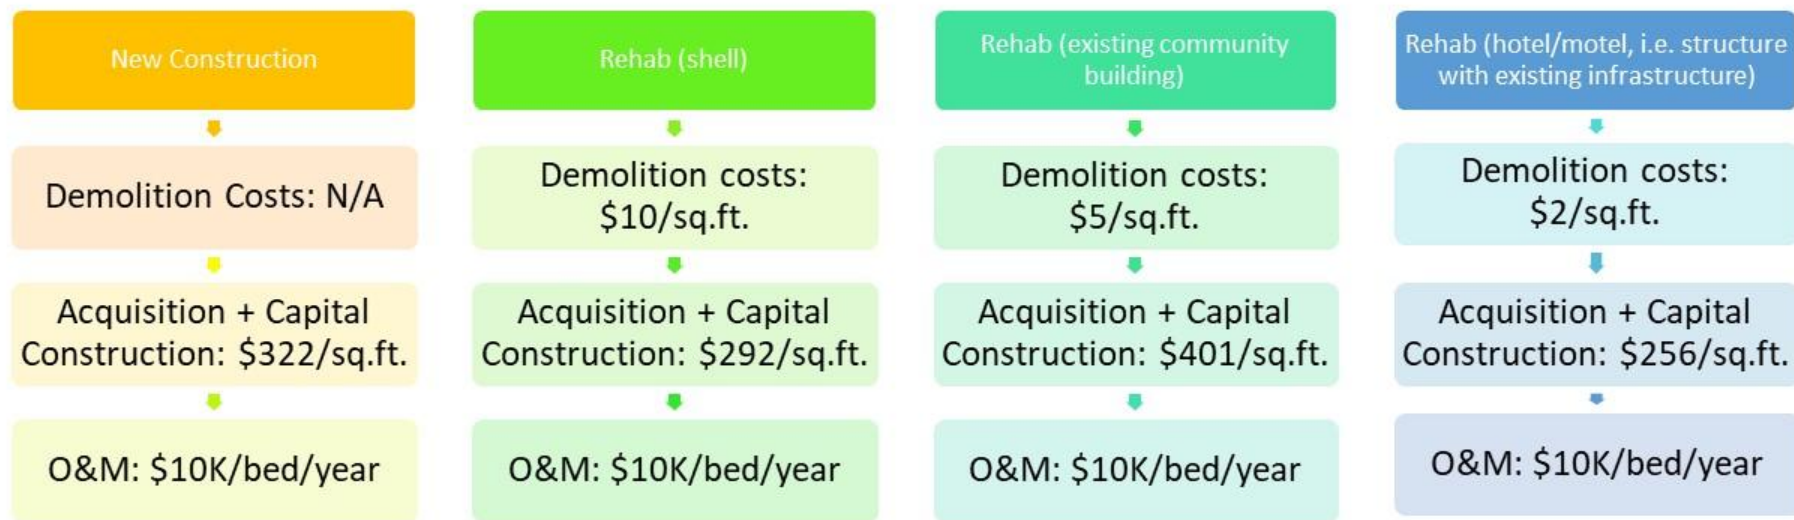 New Construction
Demolition Costs: N/A
Acquisition + Capital
Construction: $322/sq.ft.
O&M: $10K/bed/year
Rehab (shell)
Demolition costs:
$10/sq.ft.
Acquisition + Capital
Construction: $292/sq.ft.
O&M: $10K/bed/year
Rehab (existing community
building)
Demolition costs:
$5/sq.ft.
Acquisition + Capital
Construction: $401/sq.ft.
O&M: $10K/bed/year
Rehab (hotel/motel, i.e. structure
with existing infrastructure)
Demolition costs:
$2/sq.ft.
Acquisition + Capital
Construction: $256/sq.ft.
O&M: $10K/bed/year